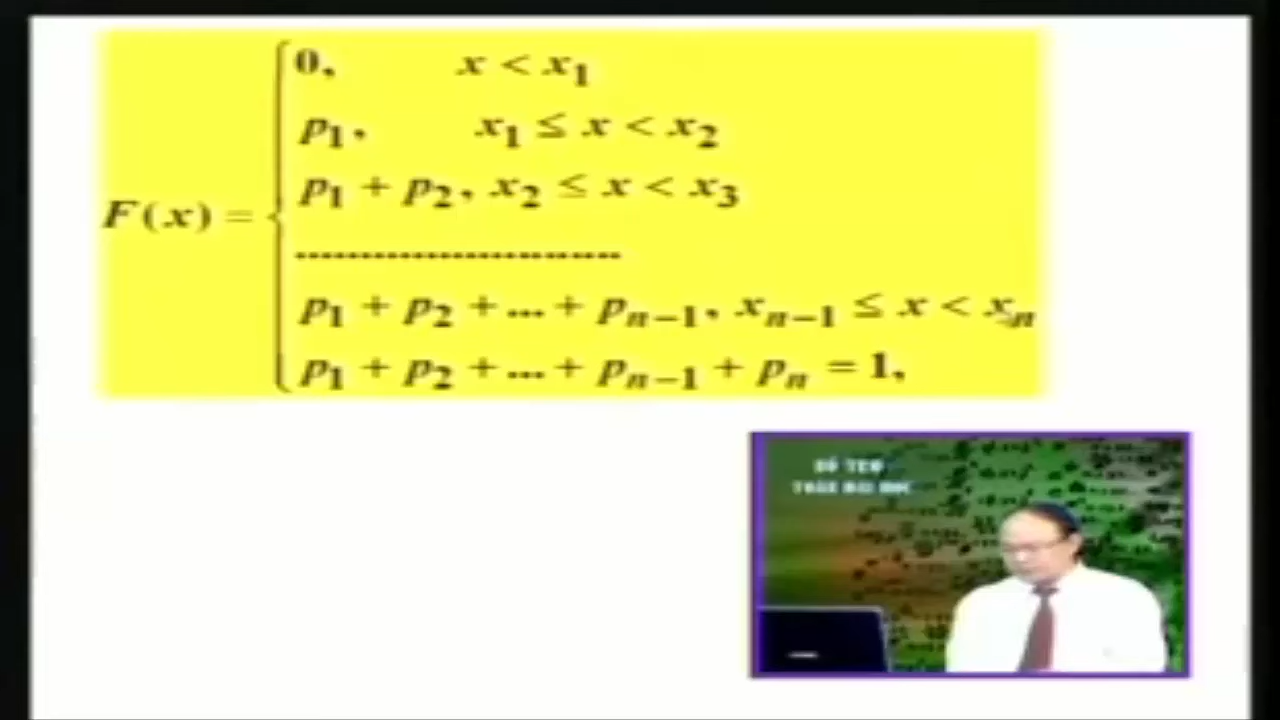 0, x < x₁
p₁, x₁ ≤ x < x₂
p₁ + p₂, x₂ ≤ x < x₃
F(x) =
------------------------
p₁ + p₂ + ... + pₙ₋₁, xₙ₋₁ ≤ x < xₙ
p₁ + p₂ + ... + pₙ₋₁ + pₙ = 1,